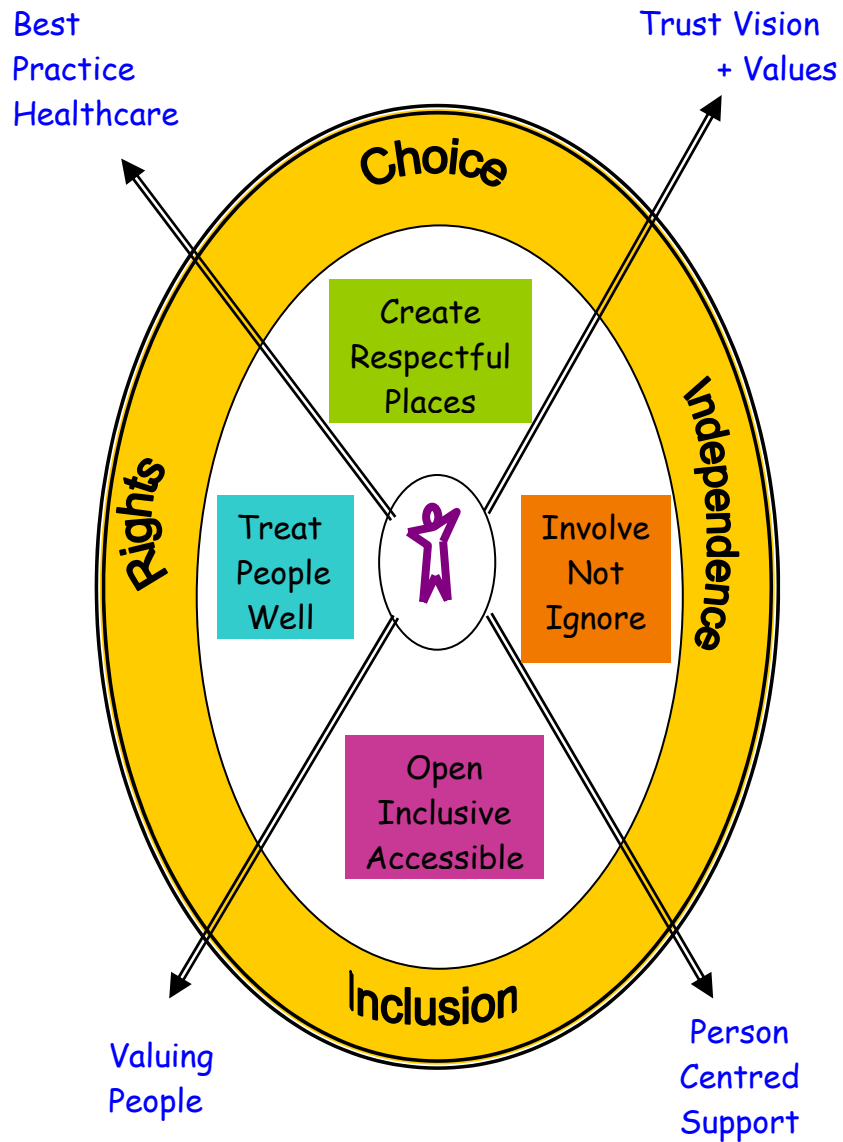 Best
Practice
Healthcare
Trust Vision
+ Values
Choice
Create
Respectful
Places
Rights
Treat
People
Well
Involve
Not
Ignore
Independence
Open
Inclusive
Accessible
Inclusion
Valuing
People
Person
Centred
Support